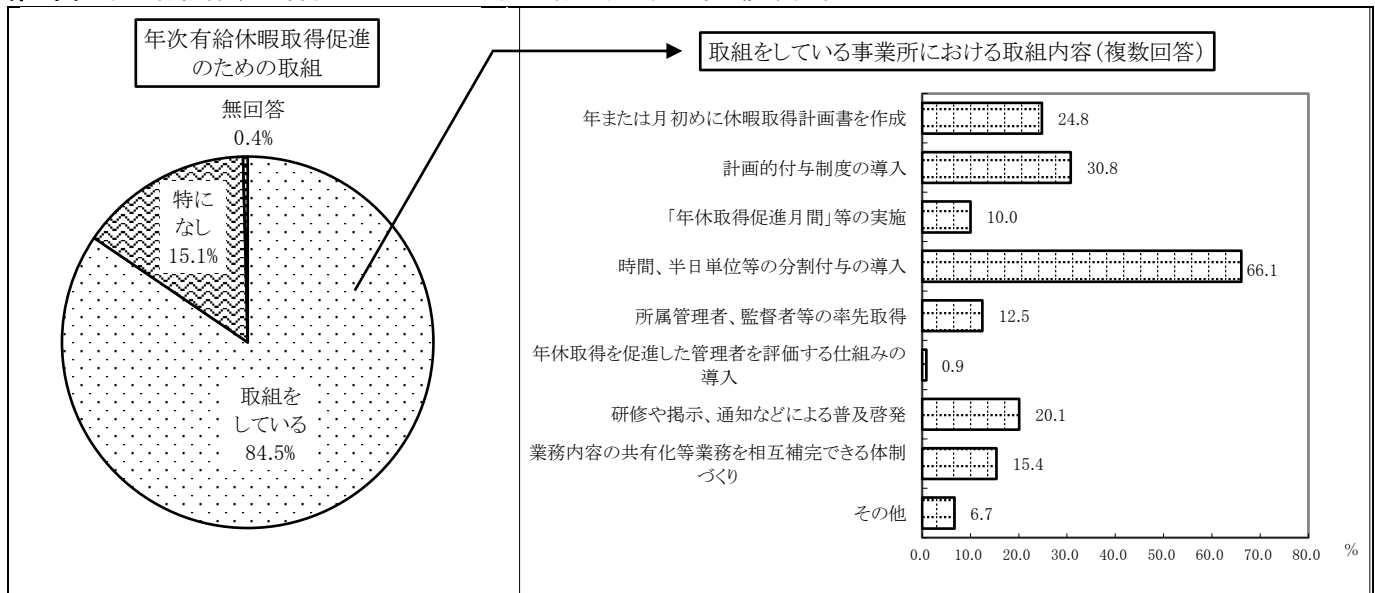 年次有給休暇取得促進
のための取組
無回答
0.4%
特に
なし
15.1%
取組を
している
84.5%
取組をしている事業所における取組内容(複数回答)
年または月初めに休暇取得計画書を作成
24.8
計画的付与制度の導入
30.8
「年休取得促進月間」等の実施
10.0
時間、半日単位等の分割付与の導入
66.1
所属管理者、監督者等の率先取得
12.5
年休取得を促進した管理者を評価する仕組みの
導入
0.9
研修や掲示、通知などによる普及啓発
20.1
業務内容の共有化等業務を相互補完できる体制
づくり
15.4
その他
6.7
0.0 10.0 20.0 30.0 40.0 50.0 60.0 70.0 80.0 %